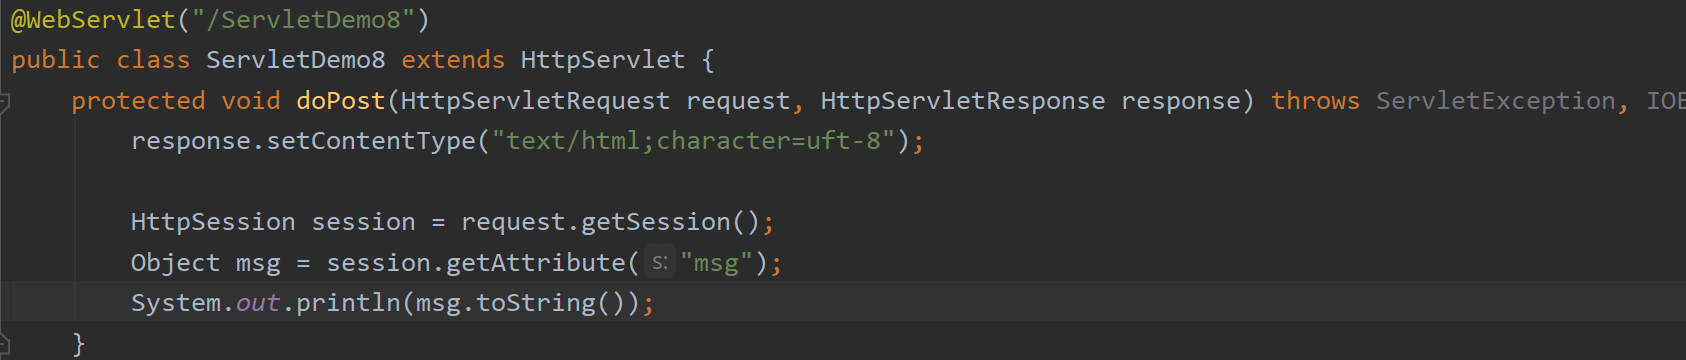 @WebServlet("/ServletDemo8")
public class ServletDemo8 extends HttpServlet {
protected void doPost(HttpServletRequest request, HttpServletResponse response) throws ServletException, IOE
response.setContentType("text/html;character=uft-8");
HttpSession session = request.getSession();
Object msg = session.getAttribute( s: "msg");
System.out.println(msg.toString());
}